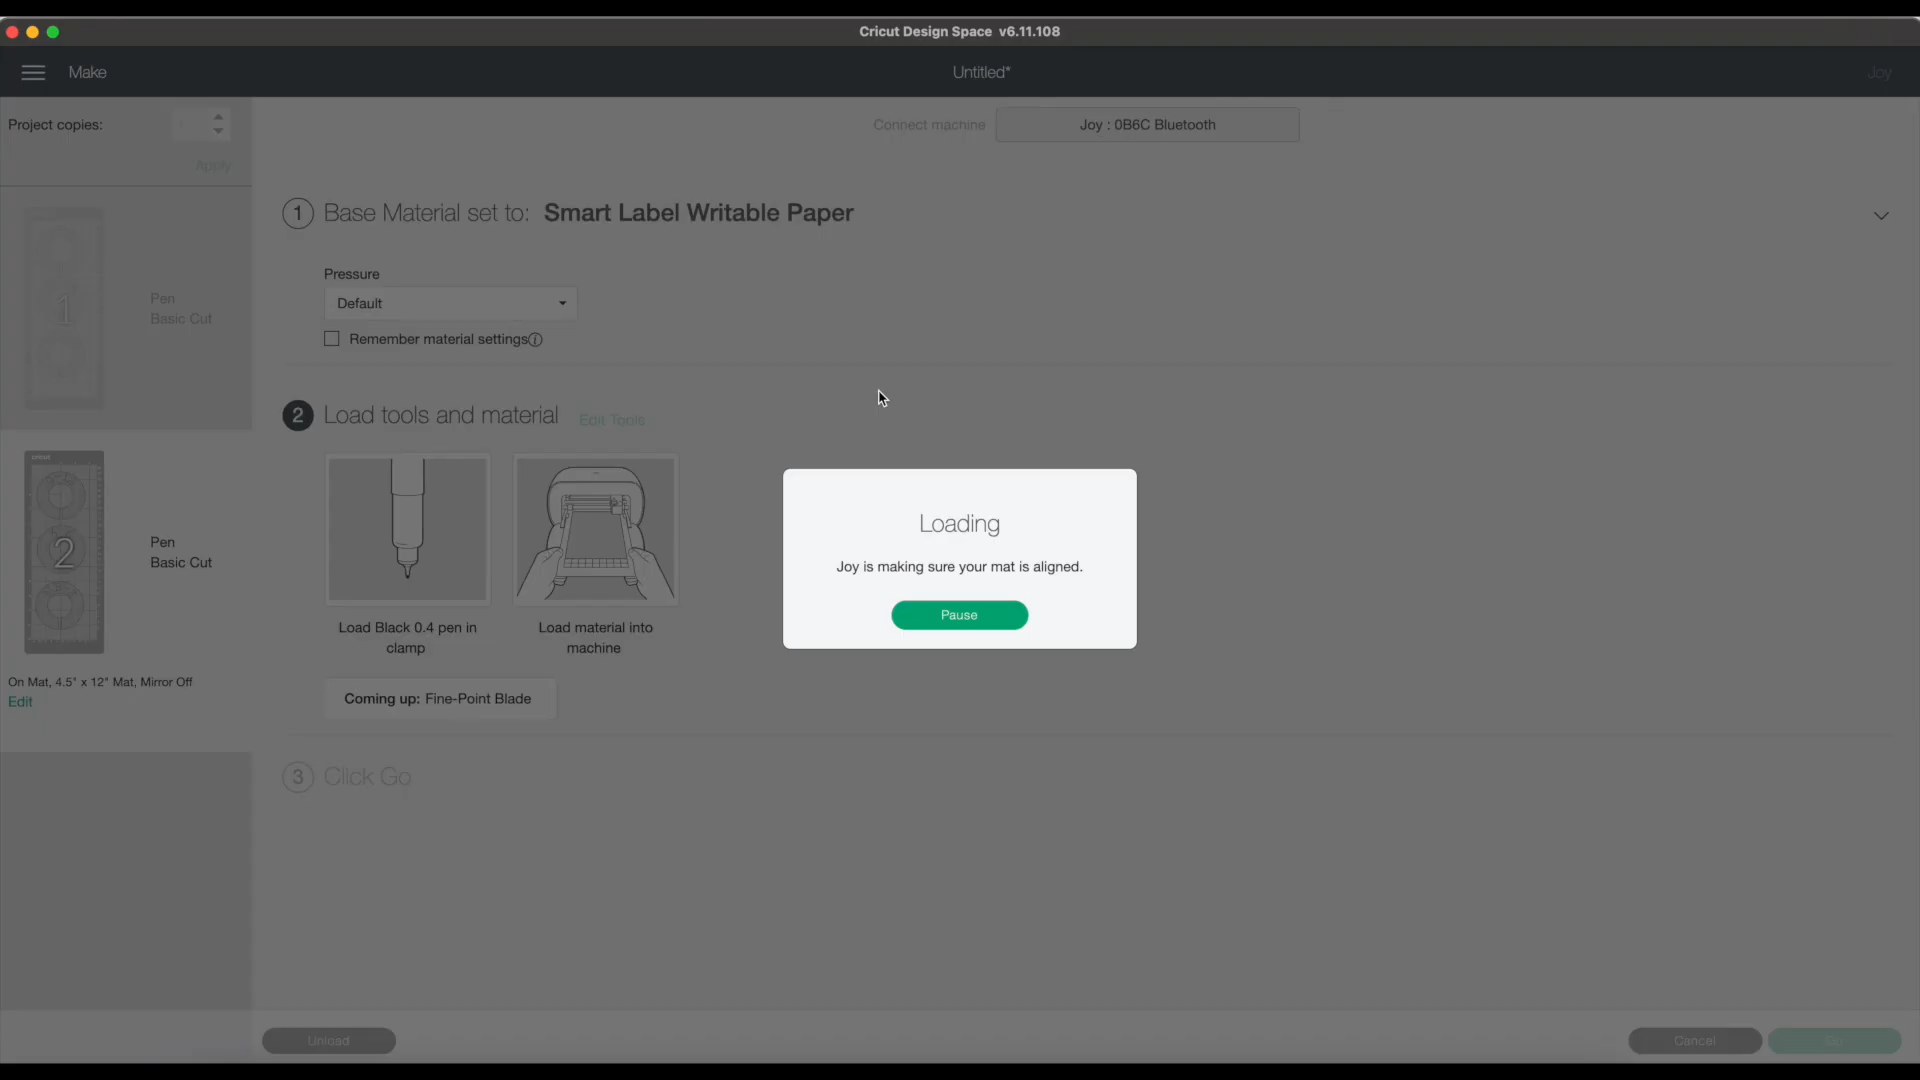 Cricut Design Space v6.11.108
Make
Untitled*
Joy
Project copies:
Apply
Connect machine
Joy : 0B6C Bluetooth
1 Base Material set to: Smart Label Writable Paper
Pressure
Default
Remember material settings
1
Pen
Basic Cut
2 Load tools and material
Edit Tools
cricut
2
Pen
Basic Cut
Load Black 0.4 pen in
clamp
Load material into
machine
Loading
Joy is making sure your mat is aligned.
Pause
On Mat, 4.5" x 12" Mat, Mirror Off
Edit
Coming up: Fine-Point Blade
3 Click Go
Unload
Cancel